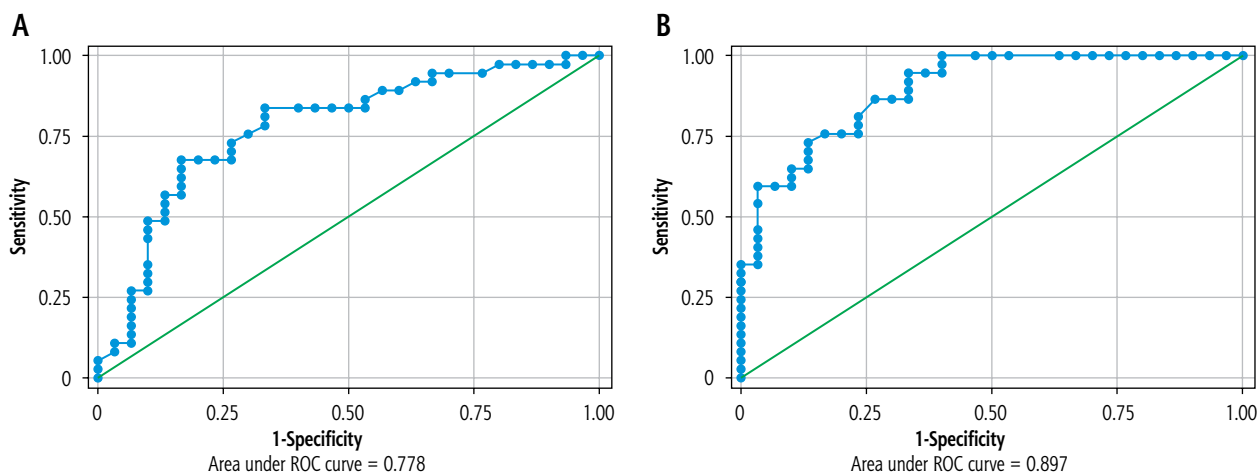 A
1.00
0.75
0.50
0.25
0
Sensitivity
0 0.25 0.50 0.75 1.00
1-Specificity
Area under ROC curve = 0.778
B
1.00
0.75
0.50
0.25
0
Sensitivity
0 0.25 0.50 0.75 1.00
1-Specificity
Area under ROC curve = 0.897